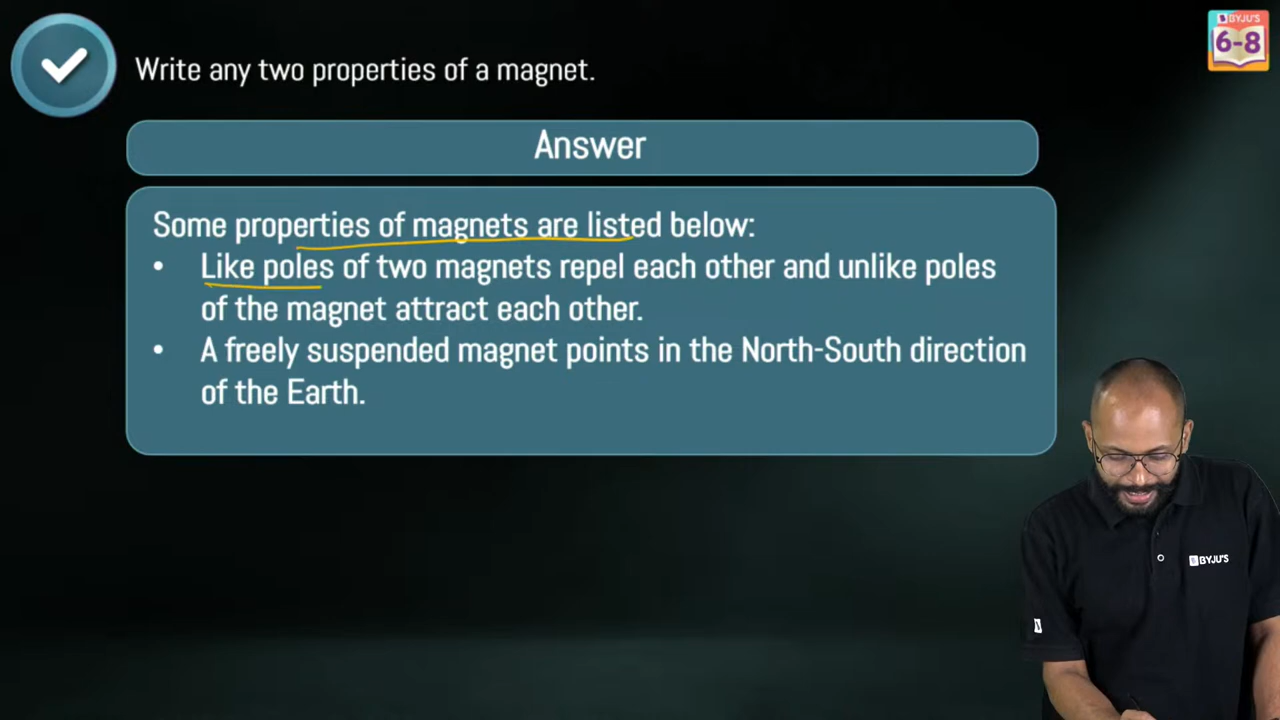 BYJU'S
6-8
Write any two properties of a magnet.
Answer
Some properties of magnets are listed below:
• Like poles of two magnets repel each other and unlike poles
of the magnet attract each other.
• A freely suspended magnet points in the North-South direction
of the Earth.
BYJU'S